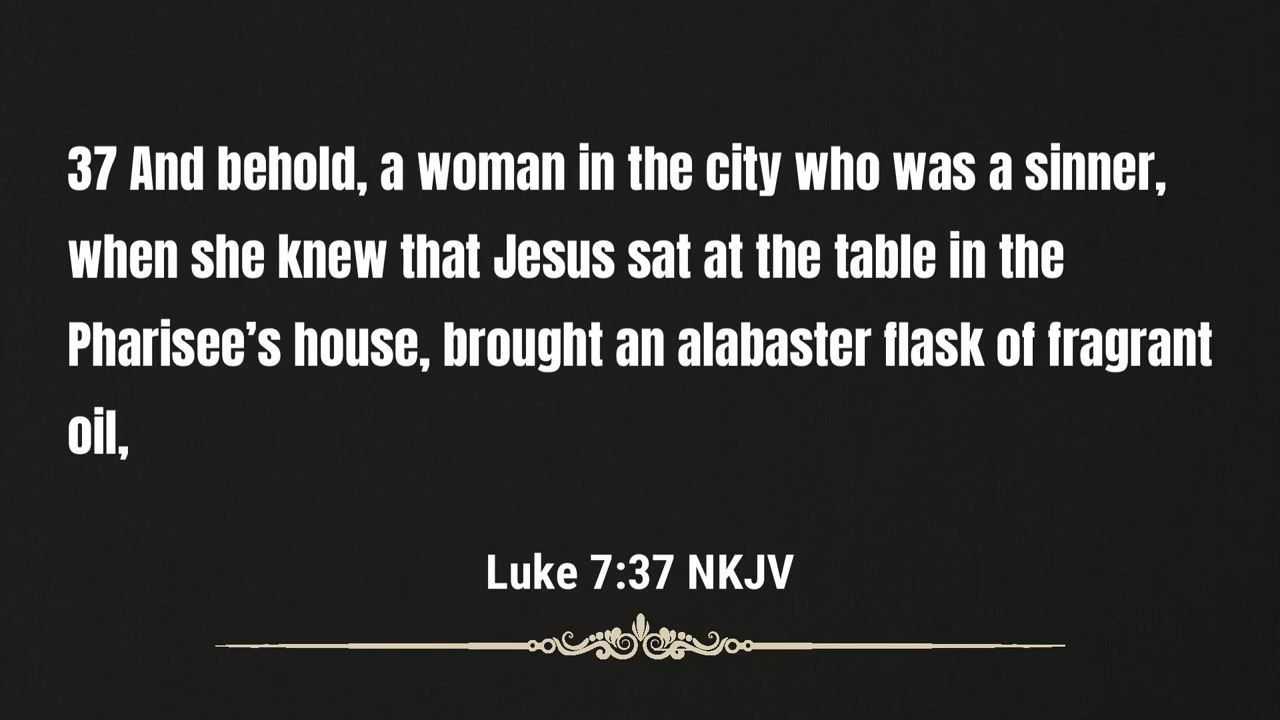 37 And behold, a woman in the city who was a sinner,
when she knew that Jesus sat at the table in the
Pharisee’s house, brought an alabaster flask of fragrant
oil,
Luke 7:37 NKJV